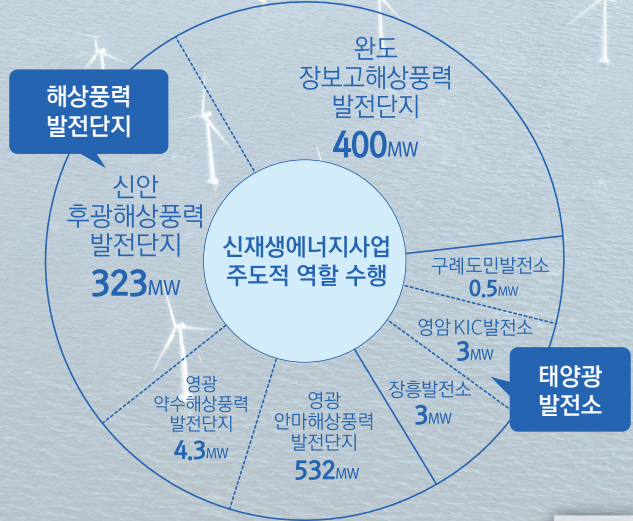 해상풍력
발전단지
완도
장보고해상풍력
발전단지
400MW
신안
후광해상풍력
발전단지
323MW
신재생에너지사업
주도적 역할 수행
구례도민발전소
0.5MW
영암 KIC발전소
3MW
태양광
발전소
장흥발전소
3MW
영광
약수해상풍력
발전단지
4.3MW
영광
안마해상풍력
발전단지
532MW